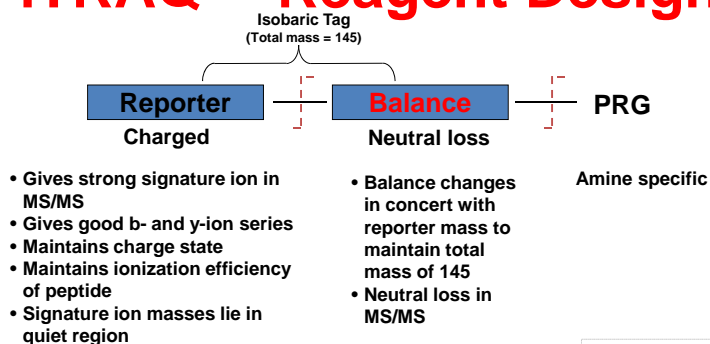 iTRAQ™ Reagent Design
Isobaric Tag
(Total mass = 145)
Reporter
Balance
PRG
Charged
Neutral loss
• Gives strong signature ion in
MS/MS
• Gives good b- and y-ion series
• Maintains charge state
• Maintains ionization efficiency
of peptide
• Signature ion masses lie in
quiet region
• Balance changes
in concert with
reporter mass to
maintain total
mass of 145
• Neutral loss in
MS/MS
Amine specific